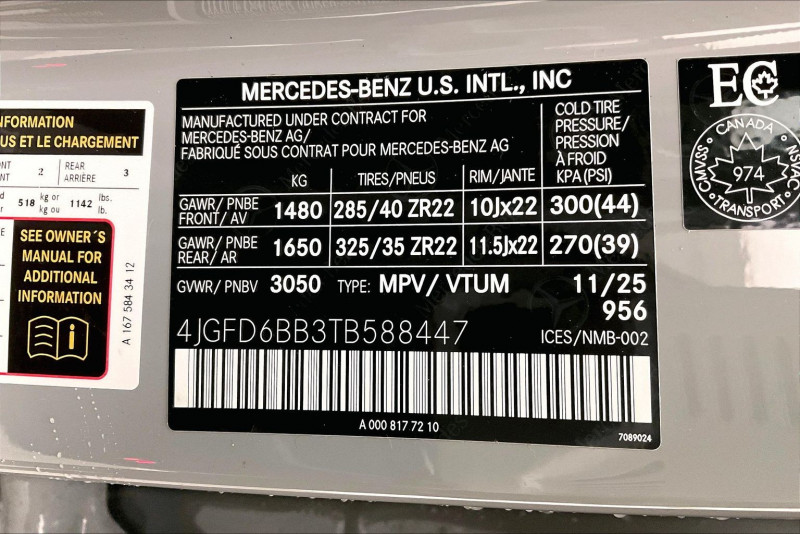 NFORMATION
US ET LE CHARGEMENT
2
REAR
ARRIÈRE
3
518 kg or
kg ou
1142 lbs.
lb.
SEE OWNER´S
MANUAL FOR
ADDITIONAL
INFORMATION
A 167 584 34 12
MERCEDES-BENZ U.S. INTL., INC
MANUFACTURED UNDER CONTRACT FOR
MERCEDES-BENZ AG/
FABRIQUÉ SOUS CONTRAT POUR MERCEDES-BENZ AG
COLD TIRE
PRESSURE/
PRESSION
À FROID
KPA(PSI)
KG TIRES/PNEUS RIM/JANTE
GAWR/ PNBE
FRONT/ AV
1480 285/40 ZR22 10Jx22 300(44)
GAWR/ PNBE
REAR/ AR
1650 325/35 ZR22 11.5Jx22 270(39)
GVWR/ PNBV 3050 TYPE: MPV/ VTUM 11/25
956
4JGFD6BB3TB588447 ICES/NMB-002
A 000 817 72 10
7089024
EC
CANADA
CMVSS
974
NSVAC
TRANSPORT